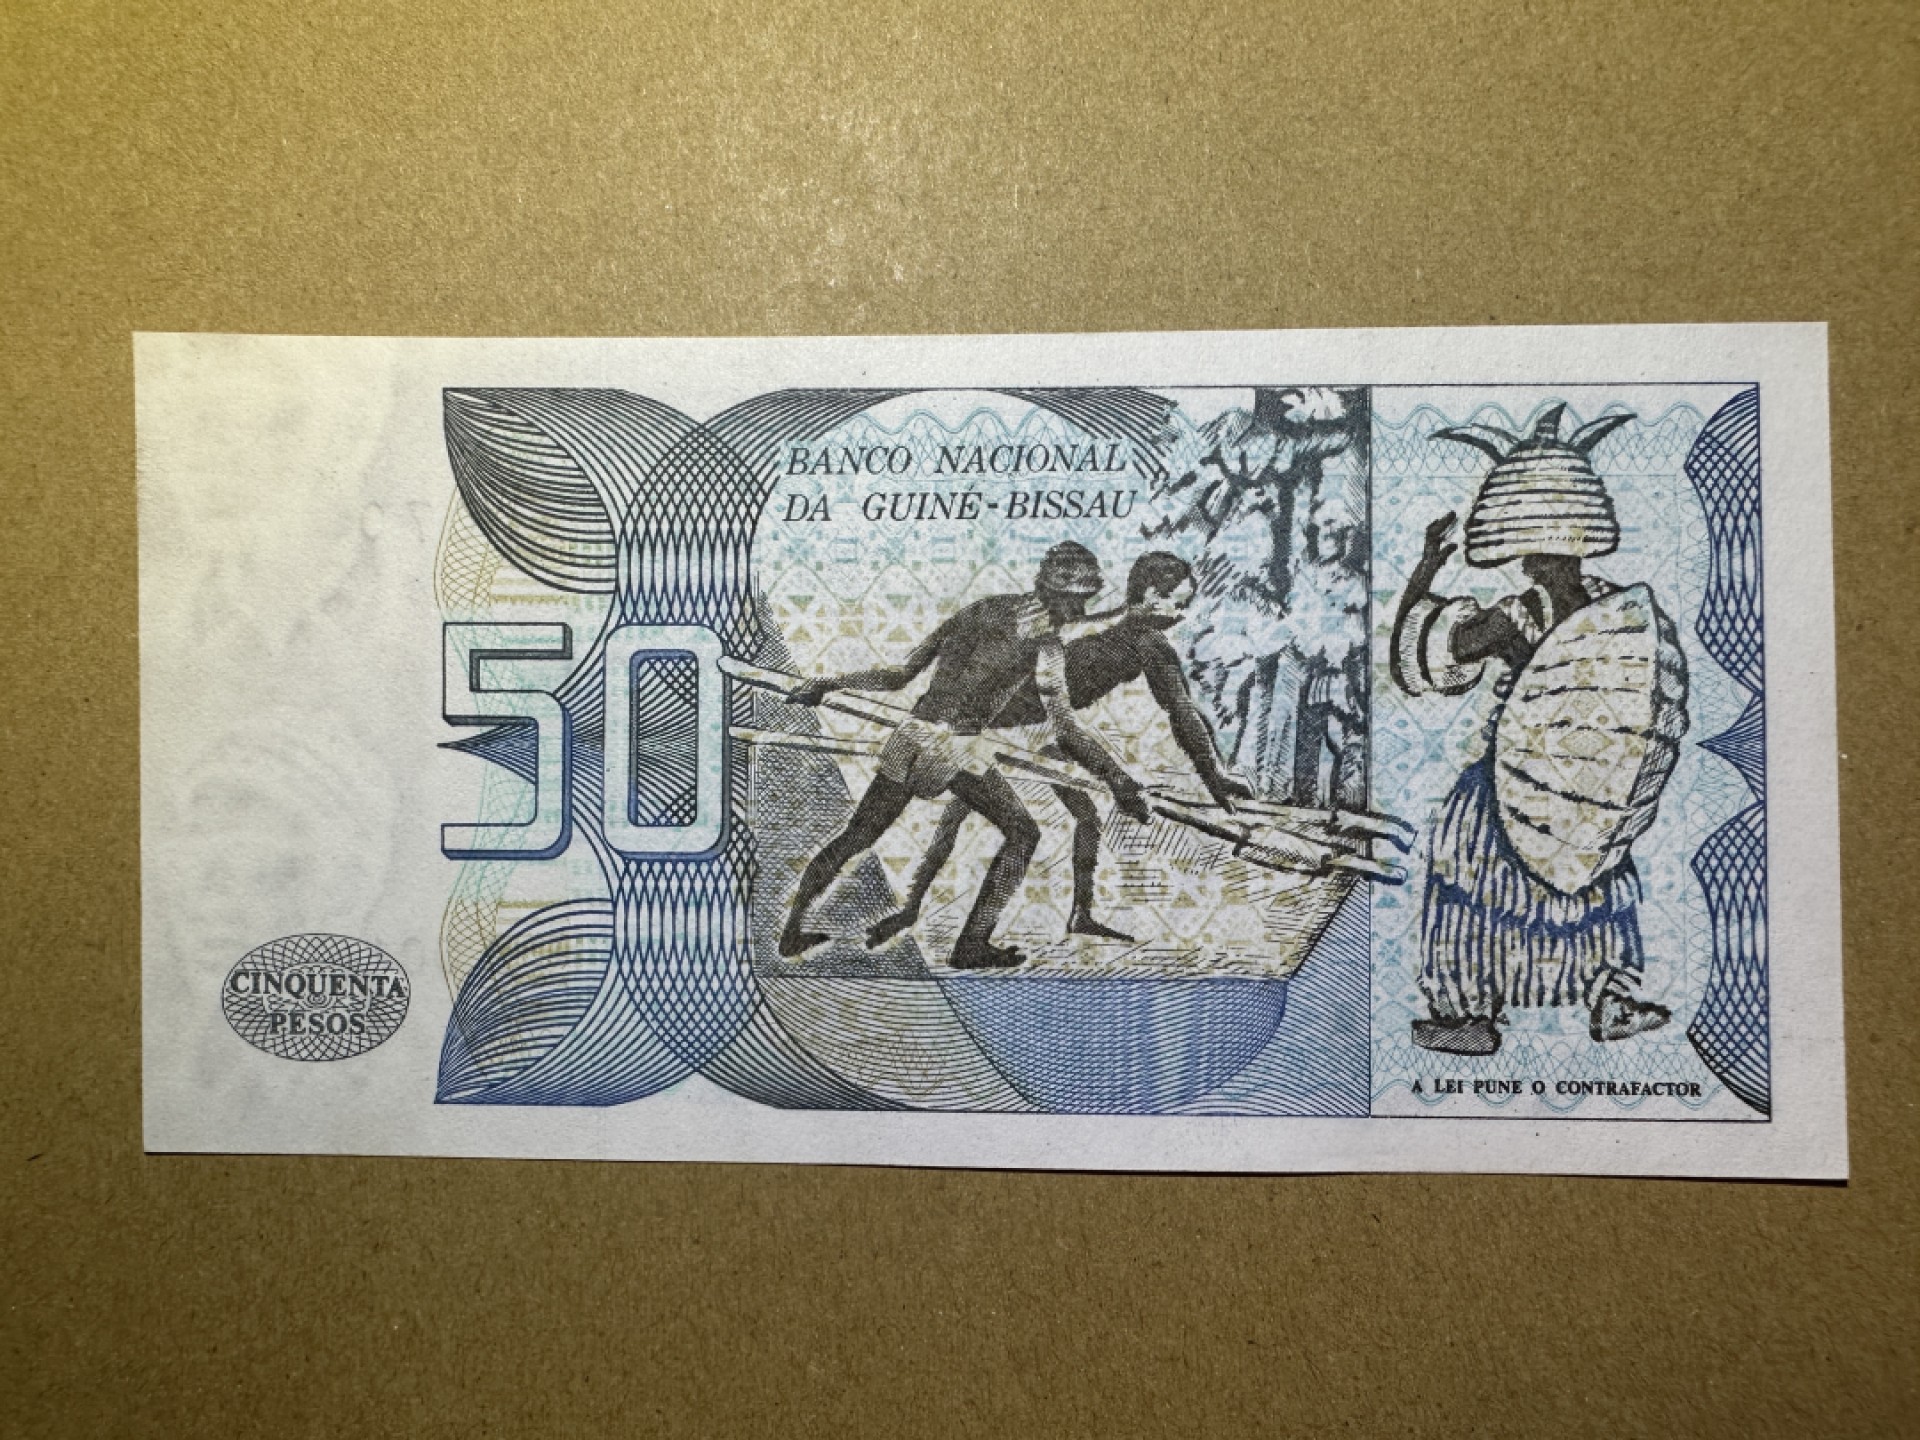 BANCO NACIONAL
DA GUINÉ-BISSAU
50
CINQUENTA
PESOS
A LEI PUNE O CONTRAFACTOR